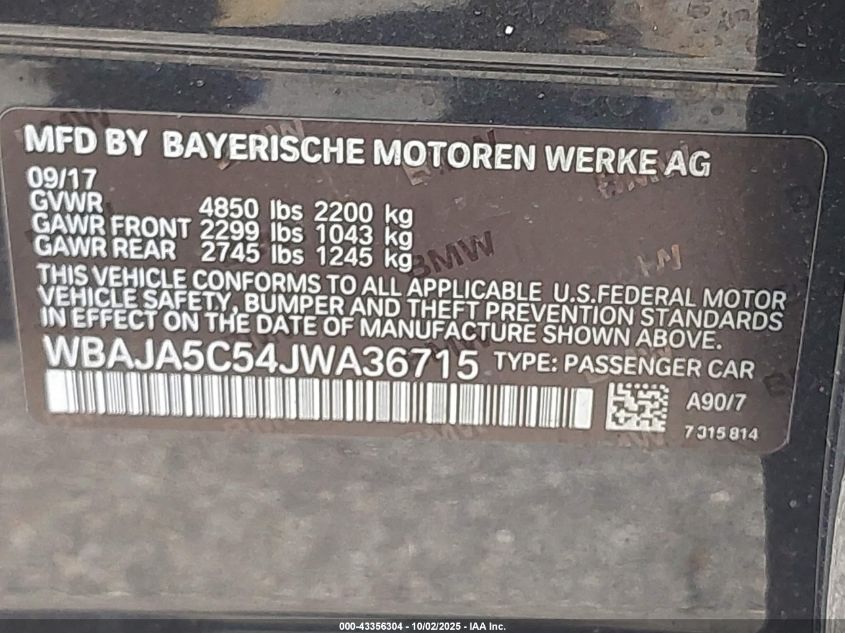 MFD BY BAYERISCHE MOTOREN WERKE AG
09/17
GVWR 4850 lbs 2200 kg
GAWR FRONT 2299 lbs 1043 kg
GAWR REAR 2745 lbs 1245 kg
THIS VEHICLE CONFORMS TO ALL APPLICABLE U.S.FEDERAL MOTOR
VEHICLE SAFETY, BUMPER AND THEFT PREVENTION STANDARDS
IN EFFECT ON THE DATE OF MANUFACTURE SHOWN ABOVE.
WBAJA5C54JWA36715 TYPE: PASSENGER CAR
A90/7
7 315 814
000-43356304 - 10/02/2025 - IAA Inc.